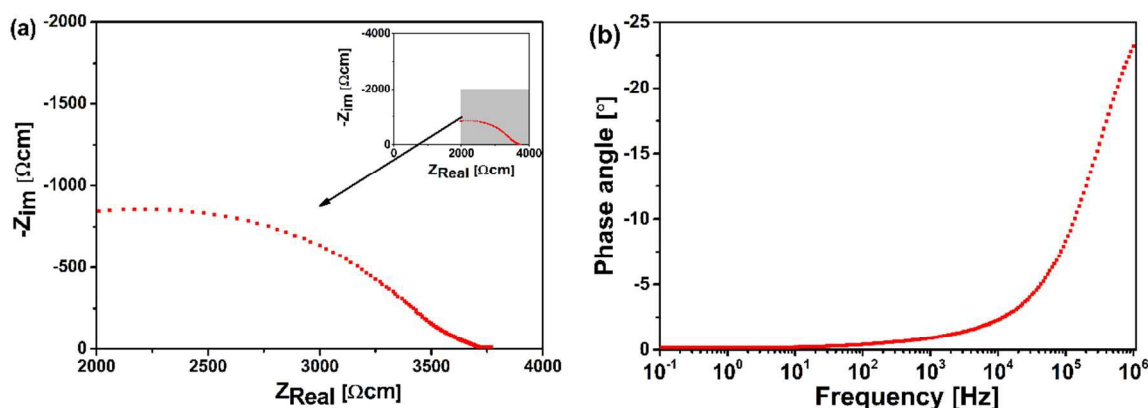 (a)
-2000
-1500
-1000
-500
0
2000 2500 3000 3500 4000
-Zim [Ωcm]
ZReal [Ωcm]
-4000
-2000
0
0 2000 4000
-Zim [Ωcm]
ZReal [Ωcm]
(b)
-25
-20
-15
-10
-5
0
10-1 100 101 102 103 104 105 106
Phase angle [°]
Frequency [Hz]